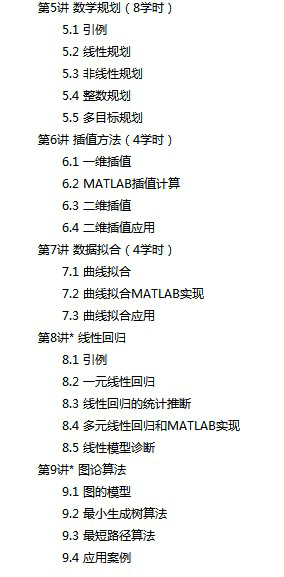 第5讲 数学规划（8学时）
5.1 引例
5.2 线性规划
5.3 非线性规划
5.4 整数规划
5.5 多目标规划
第6讲 插值方法（4学时）
6.1 一维插值
6.2 MATLAB插值计算
6.3 二维插值
6.4 二维插值应用
第7讲 数据拟合（4学时）
7.1 曲线拟合
7.2 曲线拟合MATLAB实现
7.3 曲线拟合应用
第8讲* 线性回归
8.1 引例
8.2 一元线性回归
8.3 线性回归的统计推断
8.4 多元线性回归和MATLAB实现
8.5 线性模型诊断
第9讲* 图论算法
9.1 图的模型
9.2 最小生成树算法
9.3 最短路径算法
9.4 应用案例